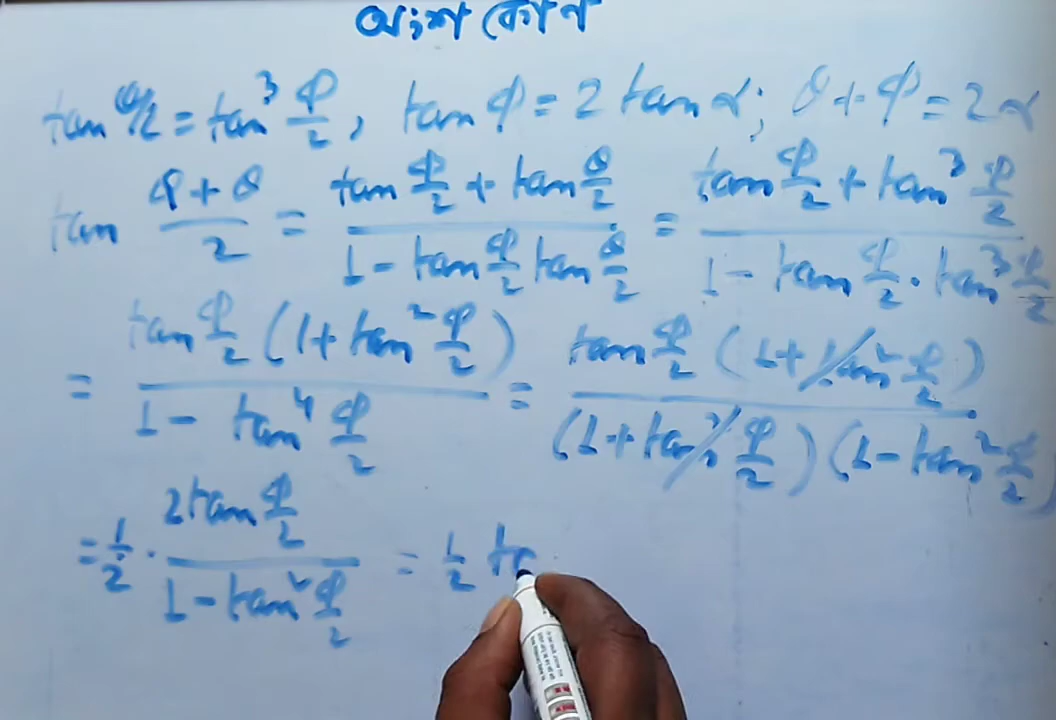 অংশ কোণ
tan θ/2 = tan³ φ/2, tan φ = 2 tan α; θ + φ = 2α
tan (φ + θ)/2 = (tan φ/2 + tan θ/2)/(1 - tan φ/2 tan θ/2) = (tan φ/2 + tan³ φ/2)/(1 - tan φ/2 . tan³ φ/2)
= (tan φ/2 (1 + tan² φ/2))/(1 - tan⁴ φ/2) = (tan φ/2 (1 + tan² φ/2))/((1 + tan² φ/2)(1 - tan² φ/2))
= 1/2 . (2 tan φ/2)/(1 - tan² φ/2) = 1/2 ta